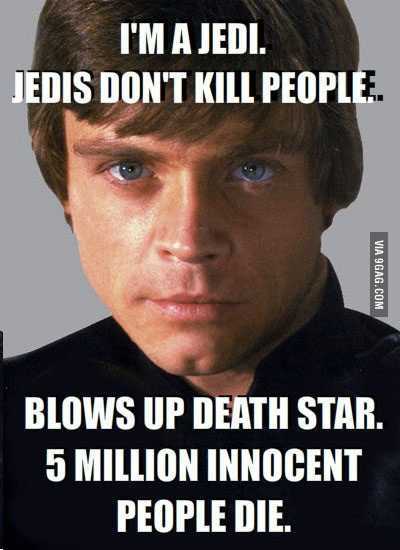 I'M A JEDI.
JEDIS DON'T KILL PEOPLE.
VIA 9GAG.COM
BLOWS UP DEATH STAR.
5 MILLION INNOCENT
PEOPLE DIE.